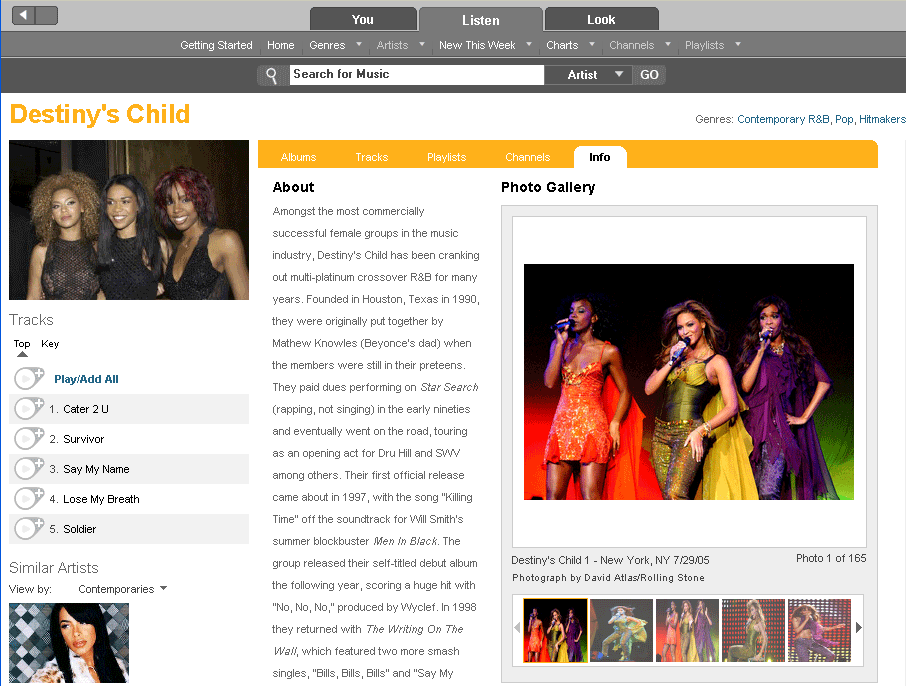 You
Listen
Look
Getting Started
Home
Genres
Artists
New This Week
Charts
Channels
Playlists
Search for Music
Artist
GO
Destiny's Child
Genres: Contemporary R&B, Pop, Hitmakers
Tracks
Top
Key
Play/Add All
1. Cater 2 U
2. Survivor
3. Say My Name
4. Lose My Breath
5. Soldier
Similar Artists
View by:
Contemporaries
Albums
Tracks
Playlists
Channels
Info
About
Amongst the most commercially
successful female groups in the music
industry, Destiny's Child has been cranking
out multi-platinum crossover R&B for many
years. Founded in Houston, Texas in 1990,
they were originally put together by
Mathew Knowles (Beyonce's dad) when
the members were still in their preteens.
They paid dues performing on Star Search
(rapping, not singing) in the early nineties
and eventually went on the road, touring
as an opening act for Dru Hill and SWV
among others. Their first official release
came about in 1997, with the song "Killing
Time" off the soundtrack for Will Smith's
summer blockbuster Men In Black. The
group released their self-titled debut album
the following year, scoring a huge hit with
"No, No, No," produced by Wyclef. In 1998
they returned with The Writing On The
Wall, which featured two more smash
singles, "Bills, Bills, Bills" and "Say My
Photo Gallery
Destiny's Child 1 - New York, NY 7/29/05
Photo 1 of 165
Photograph by David Atlas/Rolling Stone